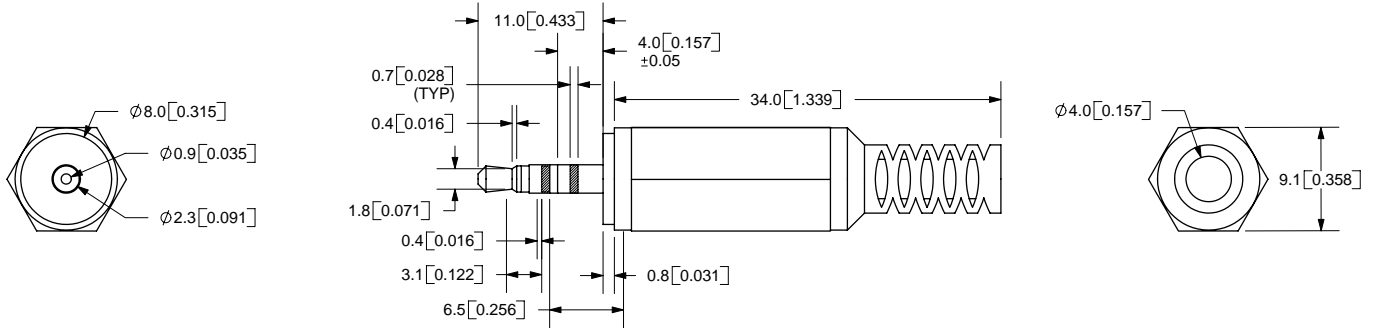 11.0[0.433]
4.0[0.157]
±0.05
0.7[0.028]
(TYP)
34.0[1.339]
Ø8.0[0.315]
0.4[0.016]
Ø4.0[0.157]
Ø0.9[0.035]
9.1[0.358]
Ø2.3[0.091]
1.8[0.071]
0.4[0.016]
3.1[0.122]
0.8[0.031]
6.5[0.256]